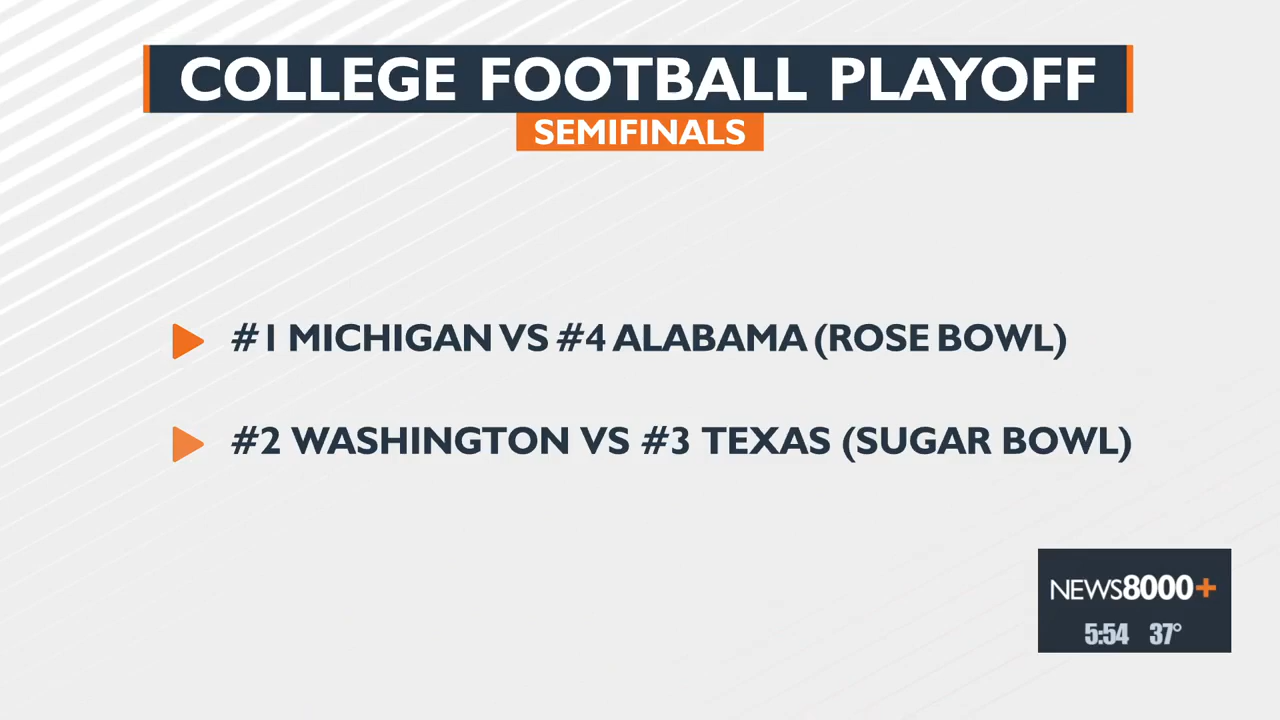 COLLEGE FOOTBALL PLAYOFF
SEMIFINALS
#1 MICHIGAN VS #4 ALABAMA (ROSE BOWL)
#2 WASHINGTON VS #3 TEXAS (SUGAR BOWL)
NEWS8000+
5:54 37°